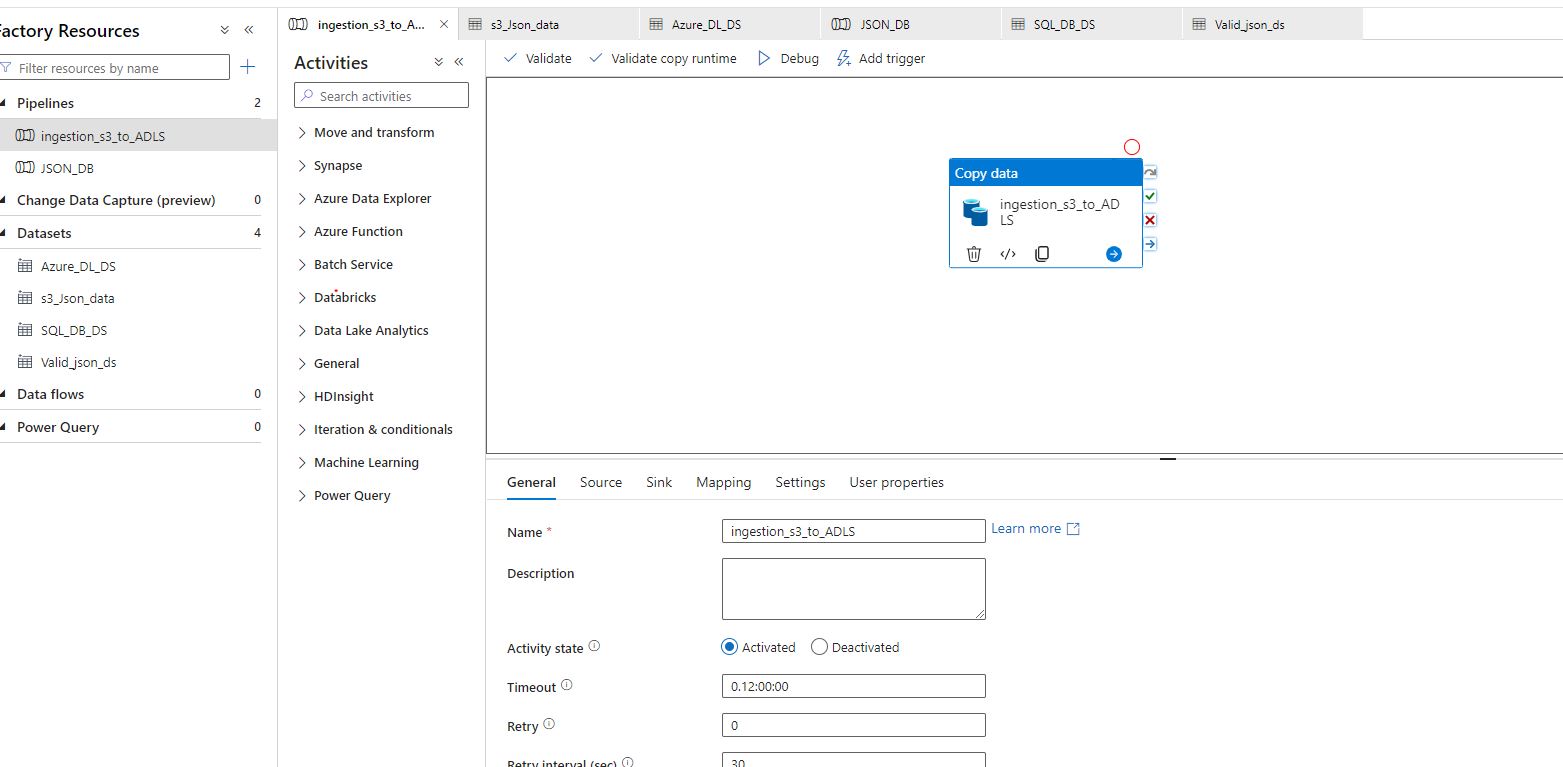 Factory Resources
Filter resources by name
Pipelines 2
ingestion_s3_to_ADLS
JSON_DB
Change Data Capture (preview) 0
Datasets 4
Azure_DL_DS
s3_Json_data
SQL_DB_DS
Valid_json_ds
Data flows 0
Power Query 0
ingestion_s3_to_A...
s3_Json_data
Azure_DL_DS
JSON_DB
SQL_DB_DS
Valid_json_ds
Activities
Search activities
Move and transform
Synapse
Azure Data Explorer
Azure Function
Batch Service
Databricks
Data Lake Analytics
General
HDInsight
Iteration & conditionals
Machine Learning
Power Query
Validate
Validate copy runtime
Debug
Add trigger
Copy data
ingestion_s3_to_AD
LS
General
Source
Sink
Mapping
Settings
User properties
Name *
ingestion_s3_to_ADLS
Learn more
Description
Activity state
Activated
Deactivated
Timeout
0.12:00:00
Retry
0
Retry interval (sec)
30